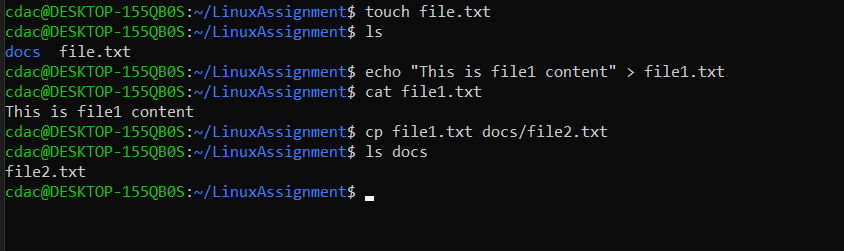 cdac@DESKTOP-155QB0S:~/LinuxAssignment$ touch file.txt
cdac@DESKTOP-155QB0S:~/LinuxAssignment$ ls
docs  file.txt
cdac@DESKTOP-155QB0S:~/LinuxAssignment$ echo "This is file1 content" > file1.txt
cdac@DESKTOP-155QB0S:~/LinuxAssignment$ cat file1.txt
This is file1 content
cdac@DESKTOP-155QB0S:~/LinuxAssignment$ cp file1.txt docs/file2.txt
cdac@DESKTOP-155QB0S:~/LinuxAssignment$ ls docs
file2.txt
cdac@DESKTOP-155QB0S:~/LinuxAssignment$